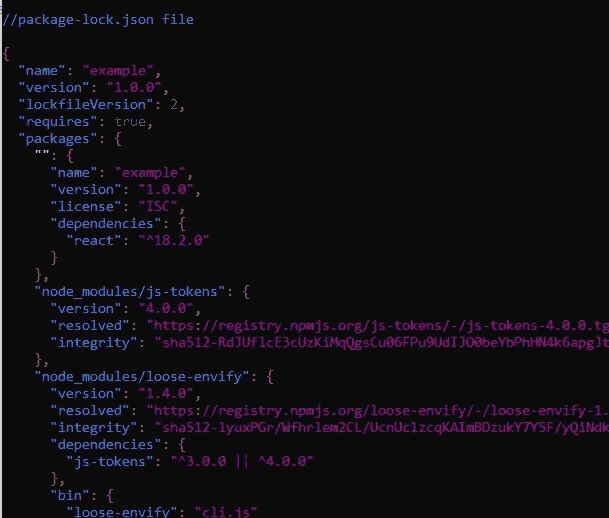 //package-lock.json file
{
"name": "example",
"version": "1.0.0",
"lockfileVersion": 2,
"requires": true,
"packages": {
"": {
"name": "example",
"version": "1.0.0",
"license": "ISC",
"dependencies": {
"react": "^18.2.0"
}
},
"node_modules/js-tokens": {
"version": "4.0.0",
"resolved": "https://registry.npmjs.org/js-tokens/-/js-tokens-4.0.0.tg
"integrity": "sha512-RdJUflcE3cUzKiMqQgsCu06FPu9UdIJO0beYbPhHN4k6apgJt
},
"node_modules/loose-envify": {
"version": "1.4.0",
"resolved": "https://registry.npmjs.org/loose-envify/-/loose-envify-1.
"integrity": "sha512-lyuxPGr/Wfhrlem2CL/UcnUc1zcqKAImBDzukY7Y5F/yQiNdk
"dependencies": {
"js-tokens": "^3.0.0 || ^4.0.0"
},
"bin": {
"loose-envify": "cli.js"